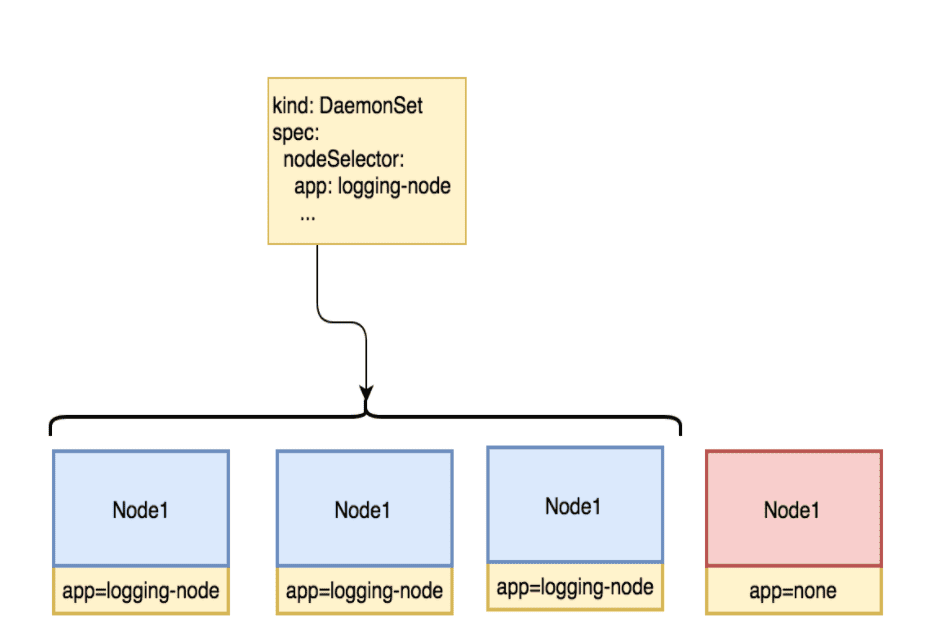 kind: DaemonSet
spec:
nodeSelector:
app: logging-node
...
Node1
Node1
Node1
Node1
app=logging-node
app=logging-node
app=logging-node
app=none